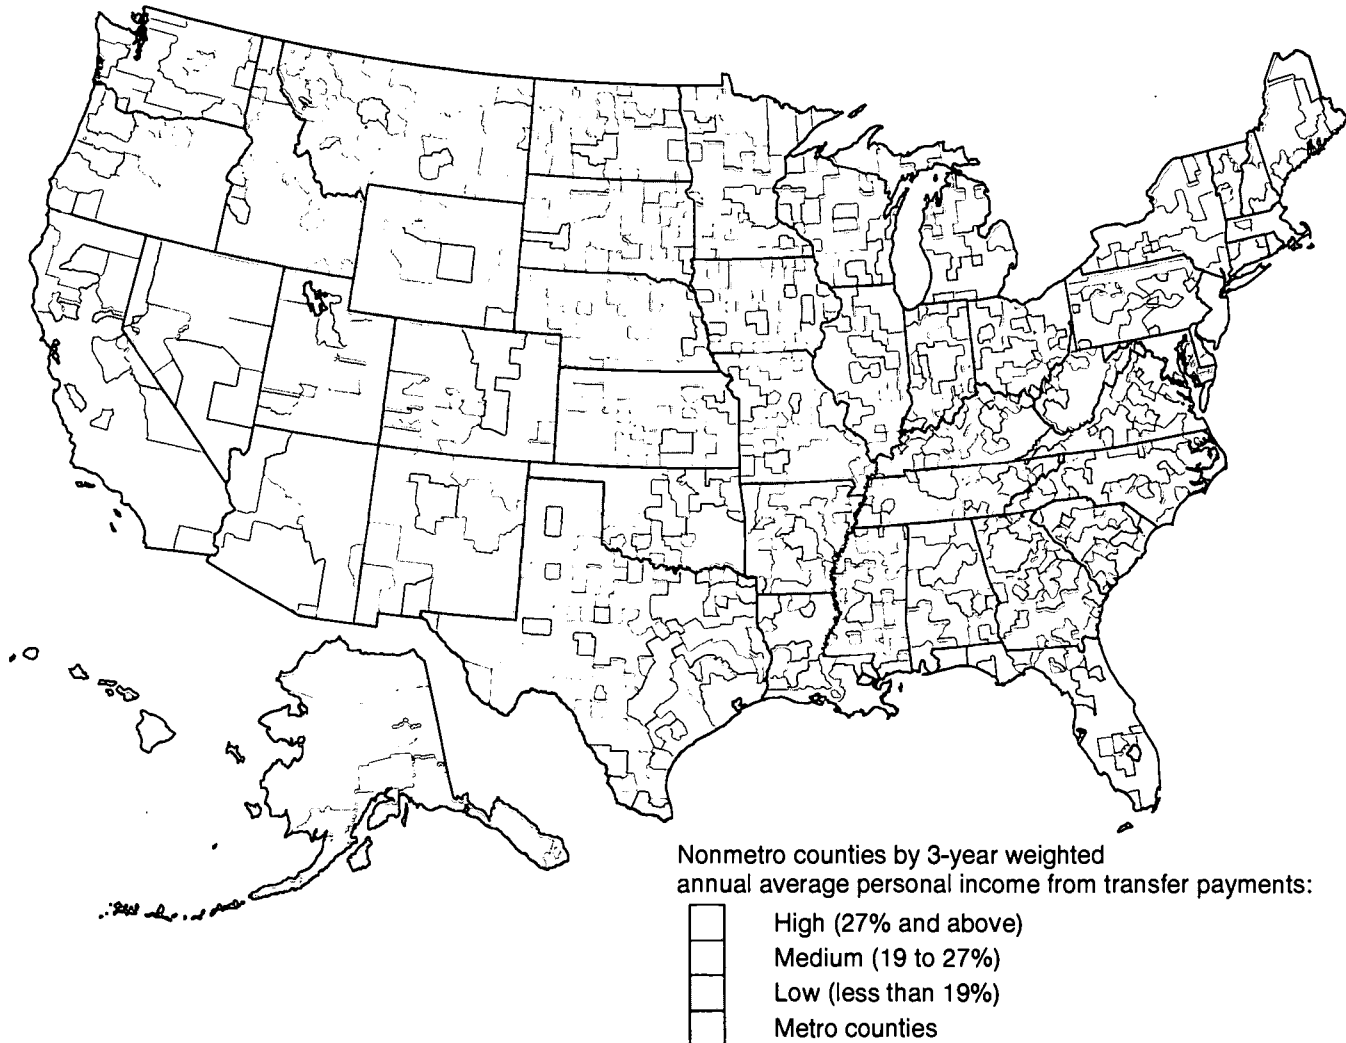 Nonmetro counties by 3-year weighted
annual average personal income from transfer payments:
High (27% and above)
Medium (19 to 27%)
Low (less than 19%)
Metro counties